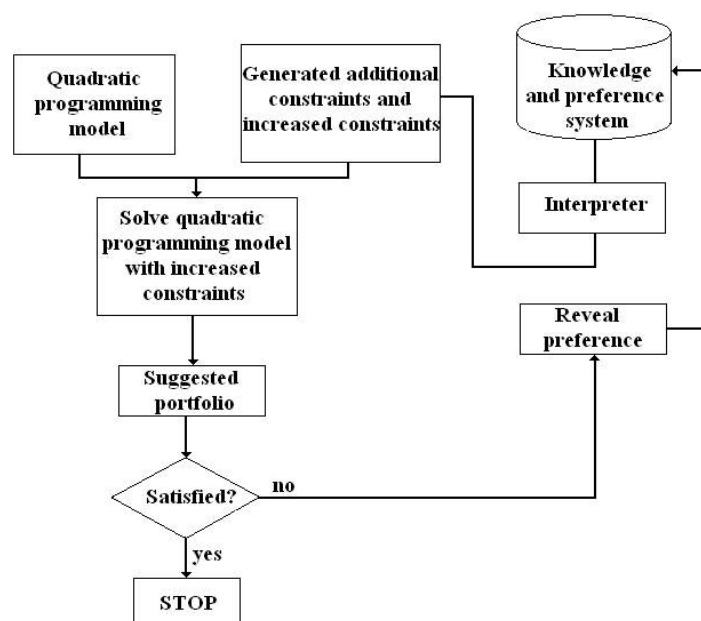 Quadratic
programming
model
Generated additional
constraints and
increased constraints
Knowledge
and preference
system
Interpreter
Solve quadratic
programming model
with increased
constraints
Reveal
preference
Suggested
portfolio
Satisfied?
no
yes
STOP